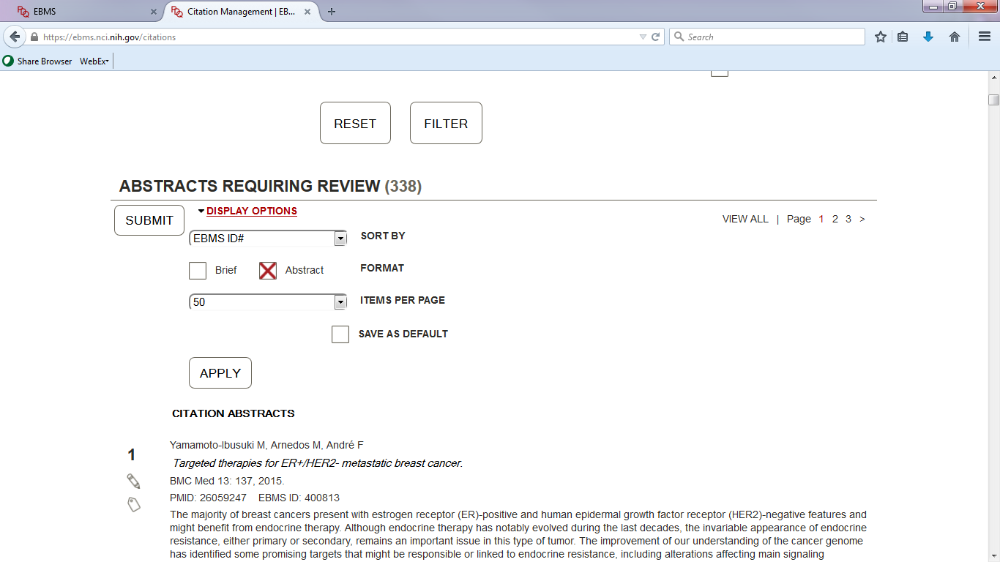 EBMS
Citation Management | EB...
https://ebms.nci.nih.gov/citations
Search
Share Browser WebEx
RESET FILTER
ABSTRACTS REQUIRING REVIEW (338)
SUBMIT DISPLAY OPTIONS VIEW ALL | Page 1 2 3 >
EBMS ID# SORT BY
Brief Abstract FORMAT
50 ITEMS PER PAGE
SAVE AS DEFAULT
APPLY
CITATION ABSTRACTS
1 Yamamoto-Ibusuki M, Arnedos M, André F
Targeted therapies for ER+/HER2- metastatic breast cancer.
BMC Med 13: 137, 2015.
PMID: 26059247 EBMS ID: 400813
The majority of breast cancers present with estrogen receptor (ER)-positive and human epidermal growth factor receptor (HER2)-negative features and
might benefit from endocrine therapy. Although endocrine therapy has notably evolved during the last decades, the invariable appearance of endocrine
resistance, either primary or secondary, remains an important issue in this type of tumor. The improvement of our understanding of the cancer genome
has identified some promising targets that might be responsible or linked to endocrine resistance, including alterations affecting main signaling